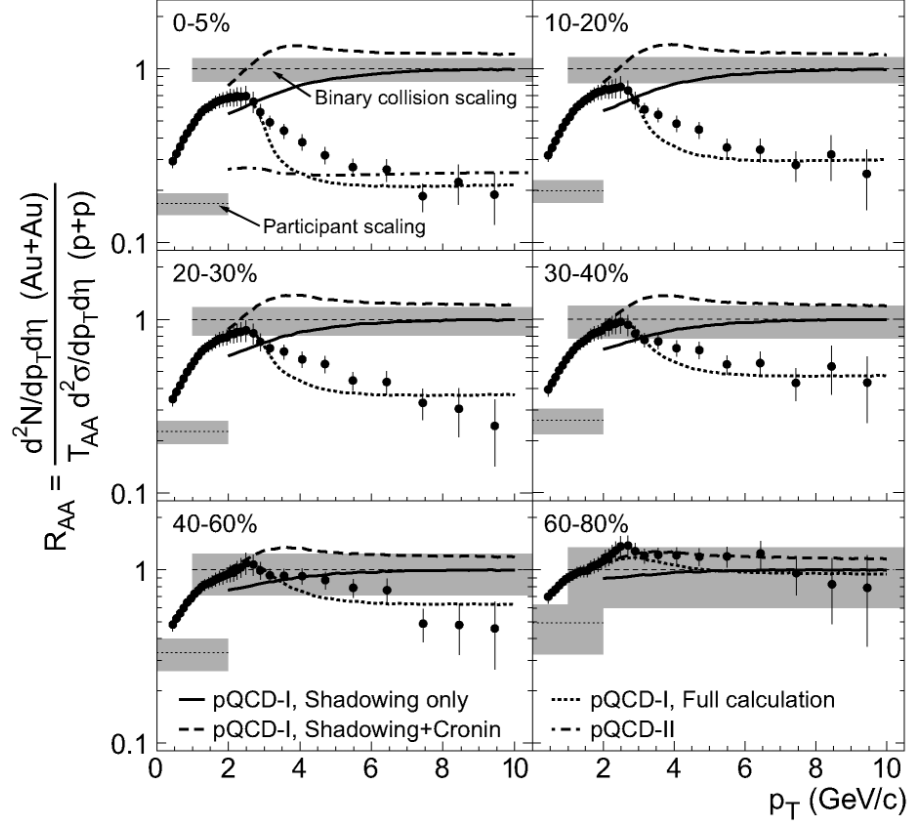 0-5%
10-20%
1
Binary collision scaling
Participant scaling
0.1
20-30%
30-40%
1
0.1
40-60%
60-80%
1
pQCD-I, Shadowing only
pQCD-I, Shadowing+Cronin
pQCD-I, Full calculation
pQCD-II
0.1
0 2 4 6 8 10
2 4 6 8 10
p_T (GeV/c)
R_AA = d²N/dp_Tdη (Au+Au)
T_AA d²σ/dp_Tdη (p+p)